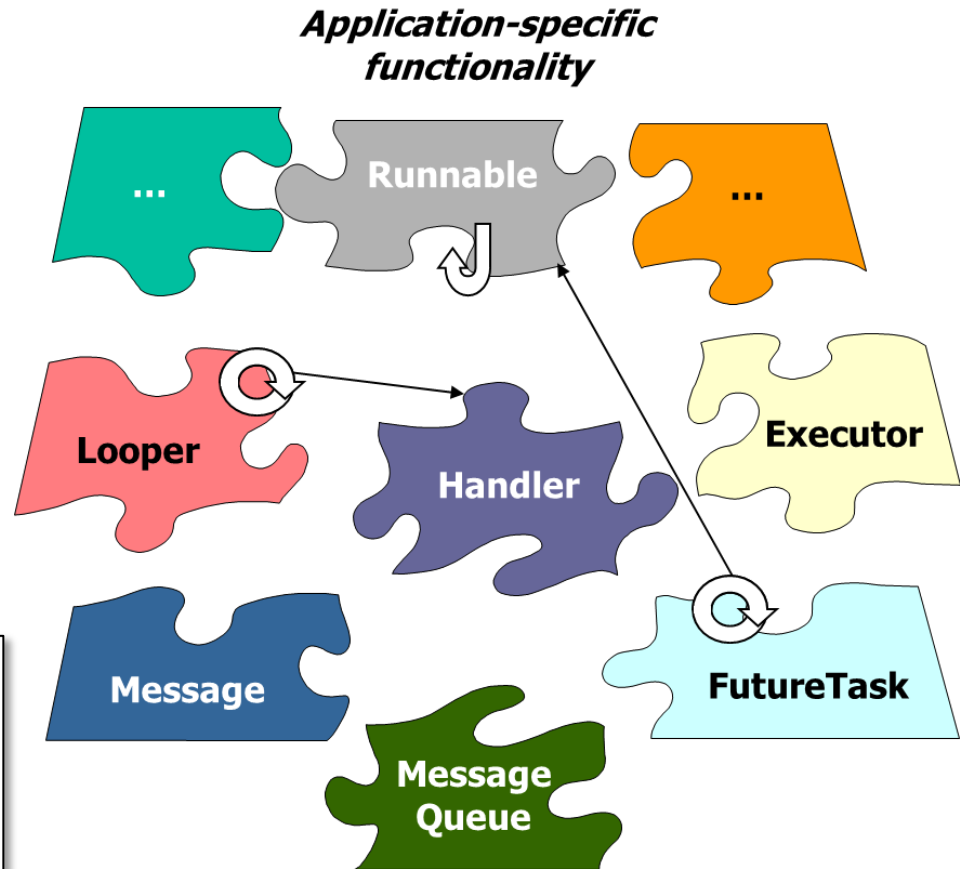 Application-specific
functionality
...
Runnable
...
Looper
Handler
Executor
Message
FutureTask
Message
Queue